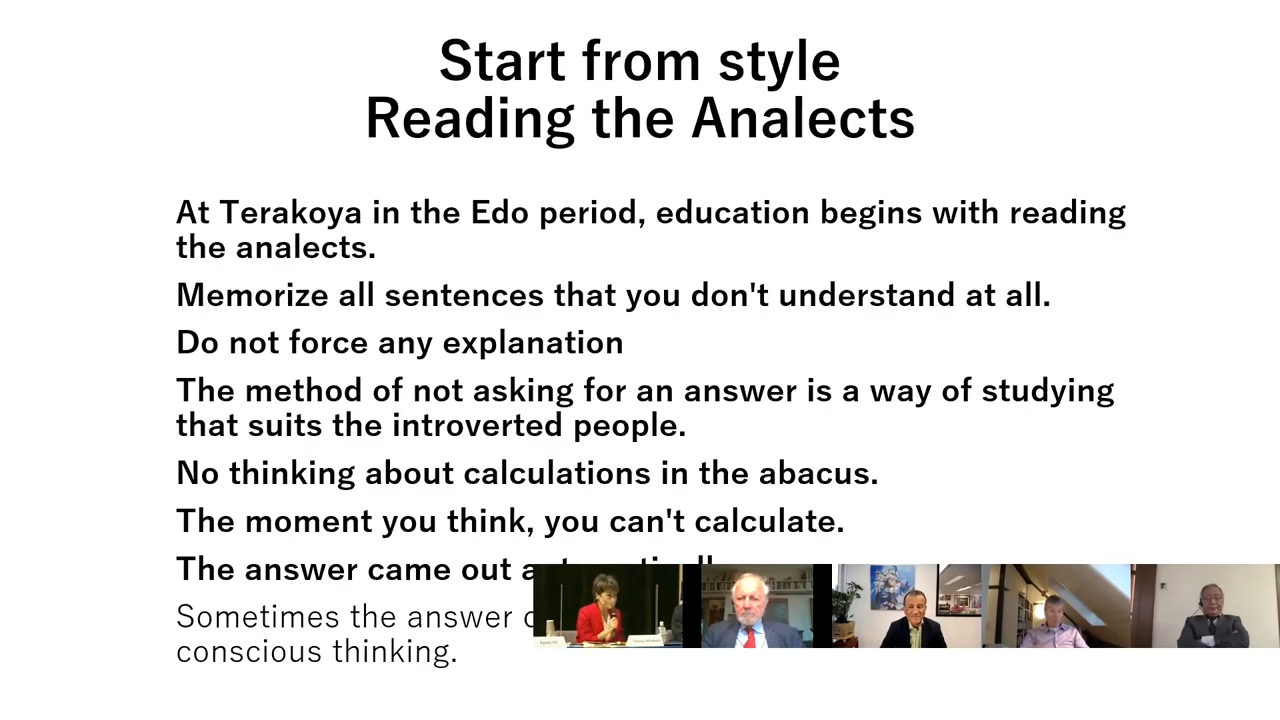 Start from style
Reading the Analects
At Terakoya in the Edo period, education begins with reading
the analects.
Memorize all sentences that you don't understand at all.
Do not force any explanation
The method of not asking for an answer is a way of studying
that suits the introverted people.
No thinking about calculations in the abacus.
The moment you think, you can't calculate.
The answer came out
Sometimes the answer
conscious thinking.